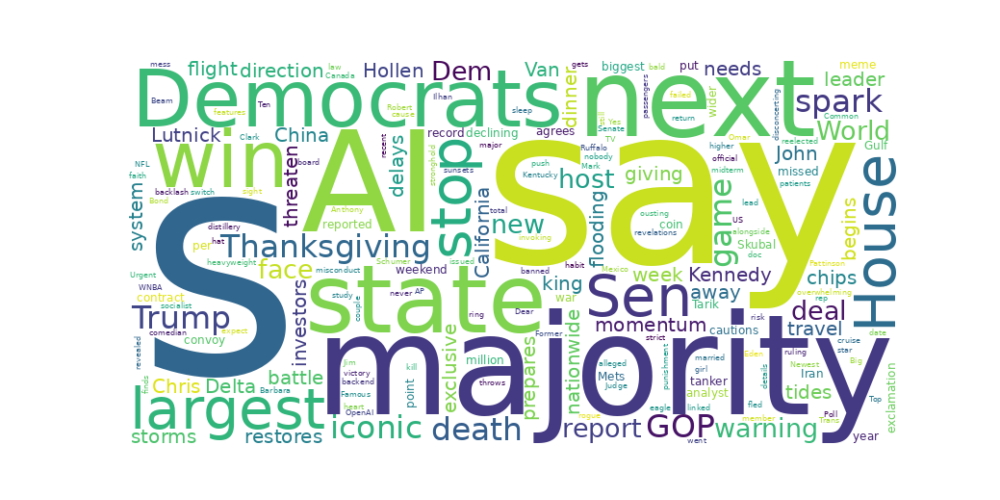 mess
flight
direction
law
Canada
Hollen
Dem
Van
gets
biggest
bald
put
needs
meme
leader
Democrats
next
dinner
passengers
failed
return
wider
disconcerting
Ten
Common
spark
World
Beam
features
Robert
cause
Ilhan
sleep
Lutnick
Clark
China
record
declining
agrees
Yes
Senate
TV
higher
Omar
official
reelected
John
Gulf
win
AI
say
stop
recent
delays
major
stronghold
sunsets
Ruffalo
nobody
Mark
push
Kentucky
host
giving
midterm
missed
patients
NFL
faith
board
threaten
backlash
switch
sight
Bond
Anthony
reported
California
total
invoking
new
flooding
ousting
revelations
coin
game
us
lead
alongside
Skubal
doc
House
begins
system
distillery
per
hat
Thanksgiving
heavyweight
face
misconduct
Schumer
issued
weekend
banned
habit
Mexico
king
week
Kennedy
Pattinson
overwhelming
chips
S
state
Sen
away
rep
Urgent
WNBA
contract
socialist
Trump
investors
study
couple
never
AP
war
ring
Dear
Former
Tarik
risk
strict
deal
momentum
cautions
travel
date
majority
revealed
comedian
expect
convoy
exclusive
prepares
nationwide
alleged
married
girl
ruling
cruise
star
finds
Chris
Delta
battle
Jim
victory
backend
kill
point
million
throws
Mets
Judge
punishment
tanker
analyst
Eden
details
Iran
Newest
Big
tides
Top
largest
Barbara
Famous
heart
OpenAI
iconic
death
report
rogue
eagle
linked
GOP
member
Poll
Trans
exclamation
storms
restores
went
warning
year